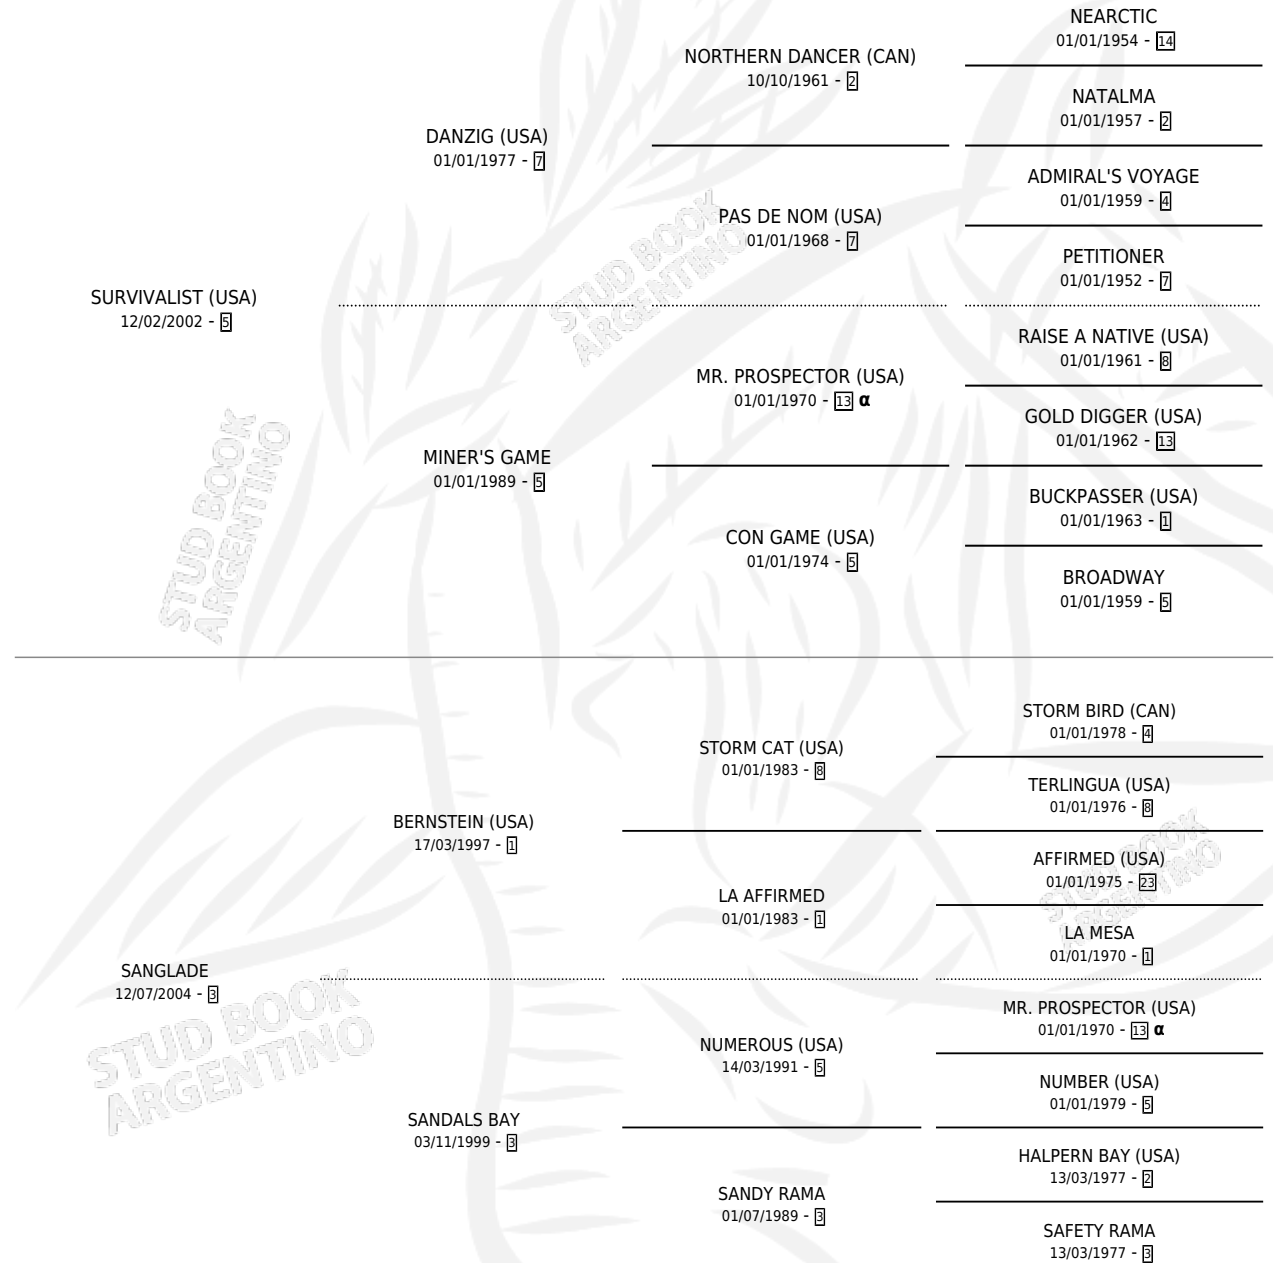 NEARCTIC
01/01/1954 - 14
NORTHERN DANCER (CAN)
10/10/1961 - 2
NATALMA
01/01/1957 - 2
DANZIG (USA)
01/01/1977 - 7
ADMIRAL'S VOYAGE
01/01/1959 - 4
PAS DE NOM (USA)
01/01/1968 - 7
PETITIONER
01/01/1952 - 7
SURVIVALIST (USA)
12/02/2002 - 5
STUD BOOK
ARGENTINO
RAISE A NATIVE (USA)
01/01/1961 - 8
MR. PROSPECTOR (USA)
01/01/1970 - 13 α
GOLD DIGGER (USA)
01/01/1962 - 13
MINER'S GAME
01/01/1989 - 5
BUCKPASSER (USA)
01/01/1963 - 1
CON GAME (USA)
01/01/1974 - 5
BROADWAY
01/01/1959 - 5
STUD BOOK
ARGENTINO
STORM BIRD (CAN)
01/01/1978 - 4
STORM CAT (USA)
01/01/1983 - 8
TERLINGUA (USA)
01/01/1976 - 8
BERNSTEIN (USA)
17/03/1997 - 1
AFFIRMED (USA)
01/01/1975 - 23
STUD BOOK
ARGENTINO
LA AFFIRMED
01/01/1983 - 1
LA MESA
01/01/1970 - 1
SANGLADE
12/07/2004 - 3
STUD BOOK
ARGENTINO
MR. PROSPECTOR (USA)
01/01/1970 - 13 α
NUMEROUS (USA)
14/03/1991 - 5
NUMBER (USA)
01/01/1979 - 5
SANDALS BAY
03/11/1999 - 3
HALPERN BAY (USA)
13/03/1977 - 2
SANDY RAMA
01/07/1989 - 3
SAFETY RAMA
13/03/1977 - 3